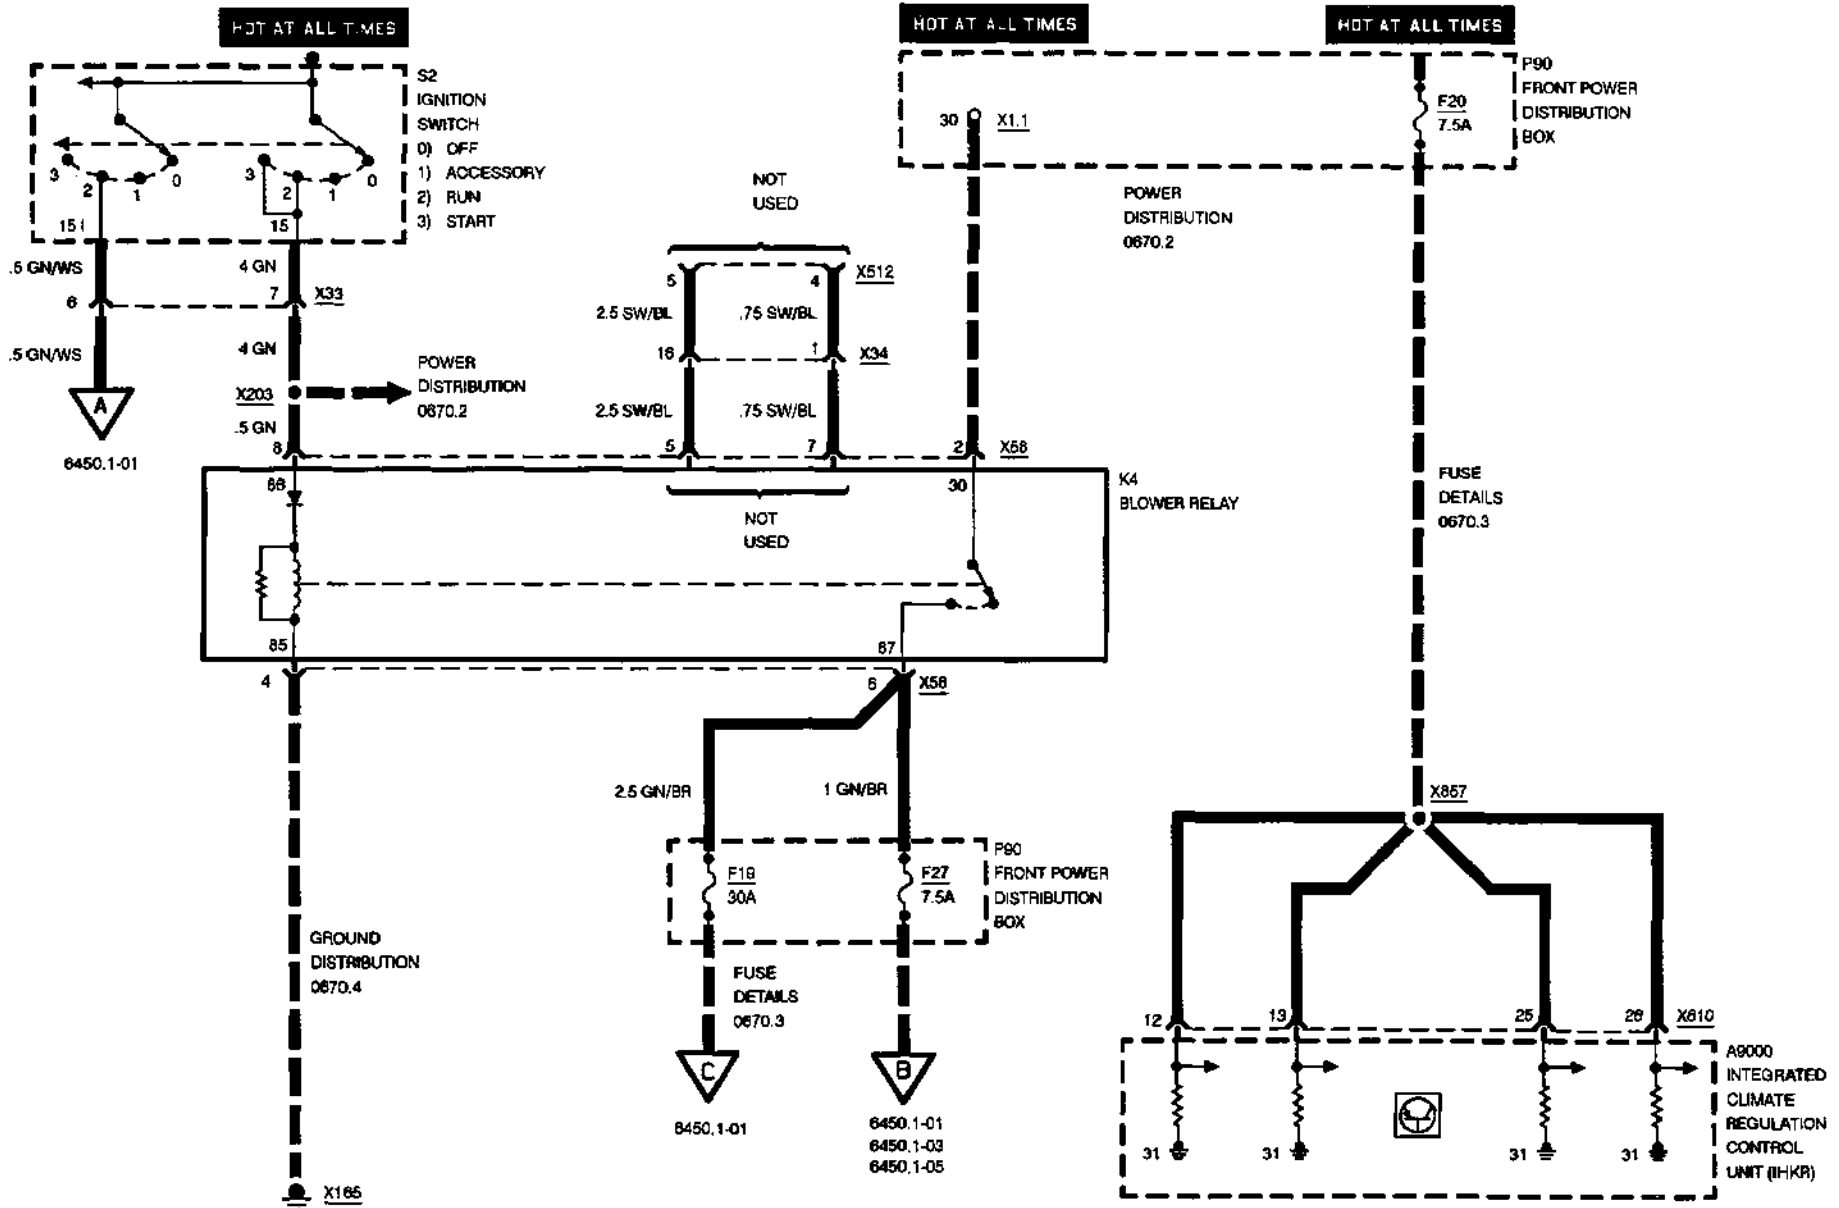 HOT AT ALL TIMES
HOT AT ALL TIMES
HOT AT ALL TIMES
S2
IGNITION
SWITCH
0) OFF
1) ACCESSORY
2) RUN
3) START
3
2
1
0
3
2
1
0
15
15
.5 GN/WS
4 GN
6
7
X33
.5 GN/WS
4 GN
X203
POWER
DISTRIBUTION
0670.2
.5 GN
A
6450.1-01
NOT
USED
5
4
X512
2.5 SW/BL
.75 SW/BL
16
1
X34
2.5 SW/BL
.75 SW/BL
30
X1.1
F20
7.5A
P90
FRONT POWER
DISTRIBUTION
BOX
POWER
DISTRIBUTION
0670.2
8
5
7
2
X58
86
30
K4
BLOWER RELAY
NOT
USED
85
87
4
6
X58
FUSE
DETAILS
0670.3
2.5 GN/BR
1 GN/BR
F19
30A
F27
7.5A
P90
FRONT POWER
DISTRIBUTION
BOX
GROUND
DISTRIBUTION
0670.4
FUSE
DETAILS
0670.3
C
B
6450.1-01
6450.1-01
6450.1-03
6450.1-05
X165
X857
12
13
25
26
X610
A9000
INTEGRATED
CLIMATE
REGULATION
CONTROL
UNIT (IHKR)
31
31
31
31